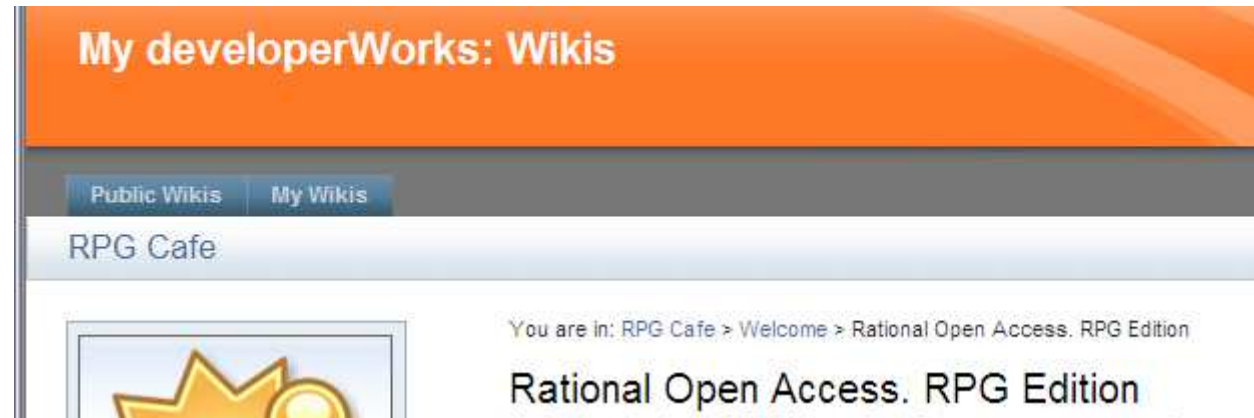 My developerWorks: Wikis
Public Wikis My Wikis
RPG Cafe
You are in: RPG Cafe > Welcome > Rational Open Access. RPG Edition
Rational Open Access. RPG Edition